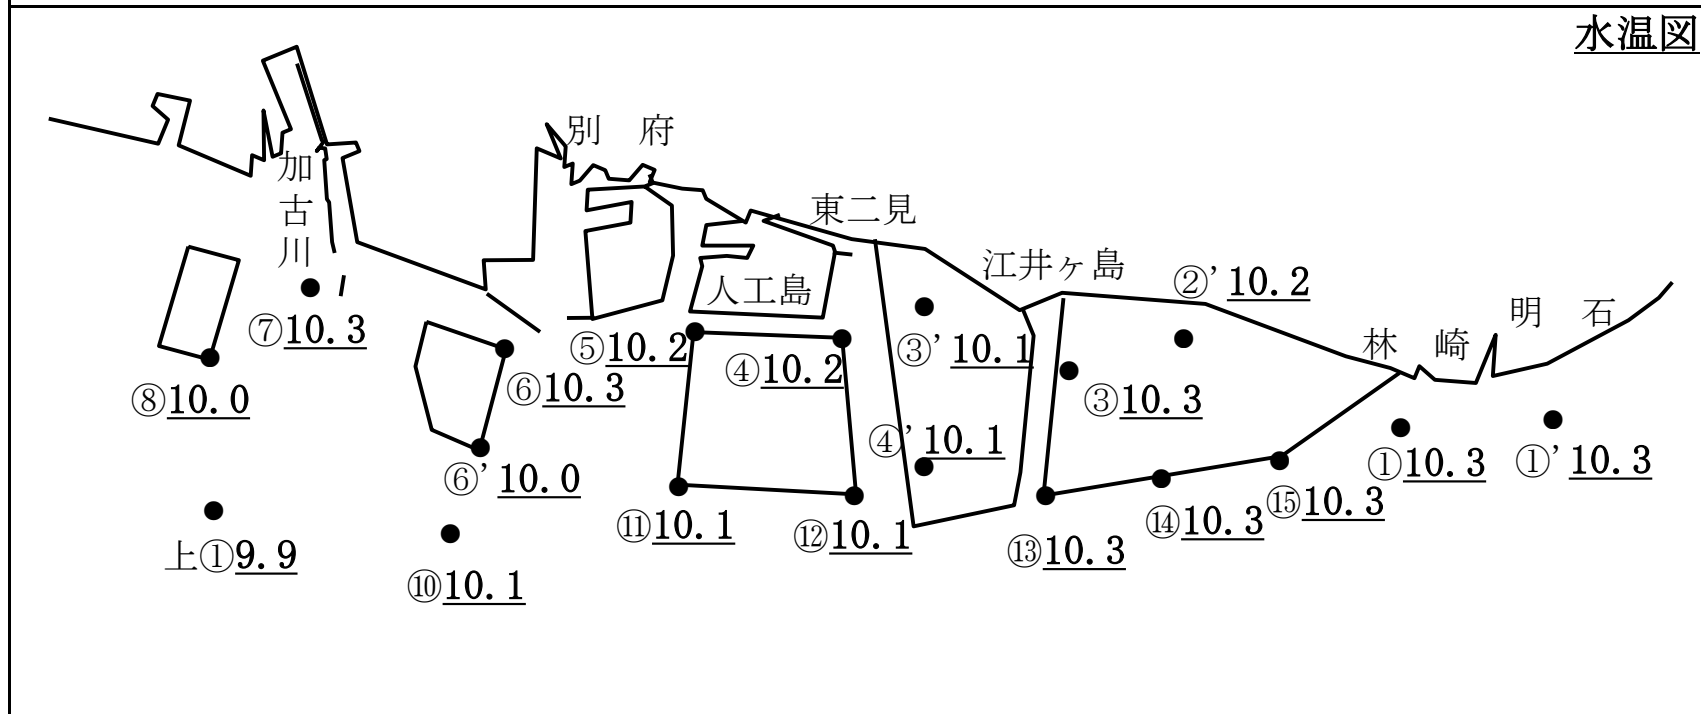 水温図
別 府
加古川
東二見
江井ヶ島
②' 10.2
人工島
明 石
林 崎
⑦10.3
⑤10.2
④10.2
③' 10.1
⑧10.0
⑥10.3
③10.3
④' 10.1
①10.3
①' 10.3
⑥' 10.0
⑪10.1
⑫10.1
⑬10.3
⑭10.3
⑮10.3
上①9.9
⑩10.1